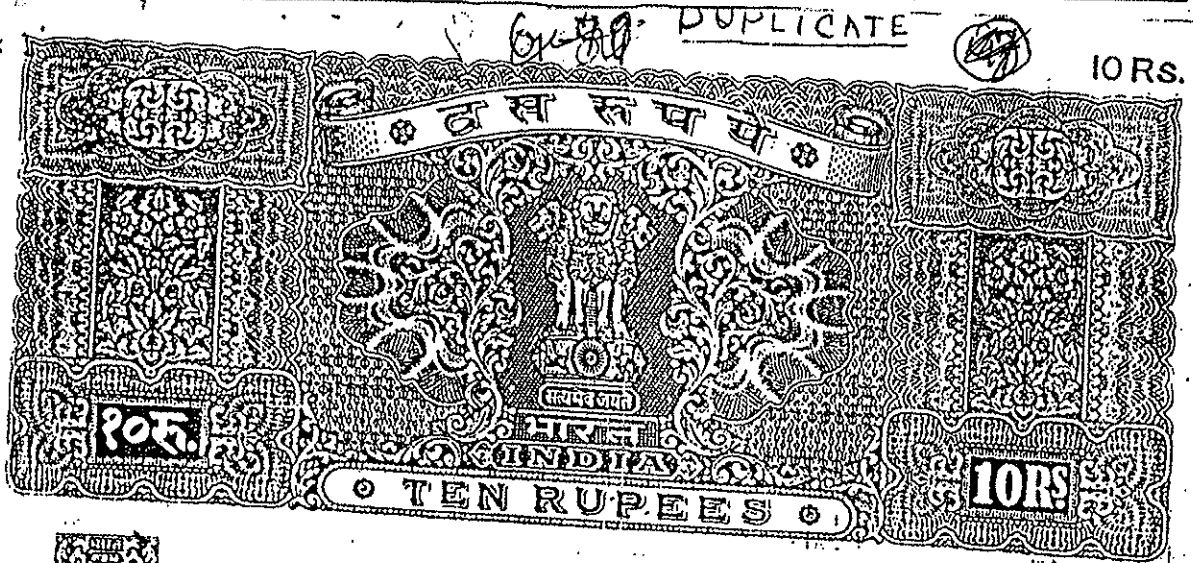 DUPLICATE
10 RS.
दस रुपये
सत्यमेव जयते
भारत
INDIA
१०रु.
10RS
TEN RUPEES